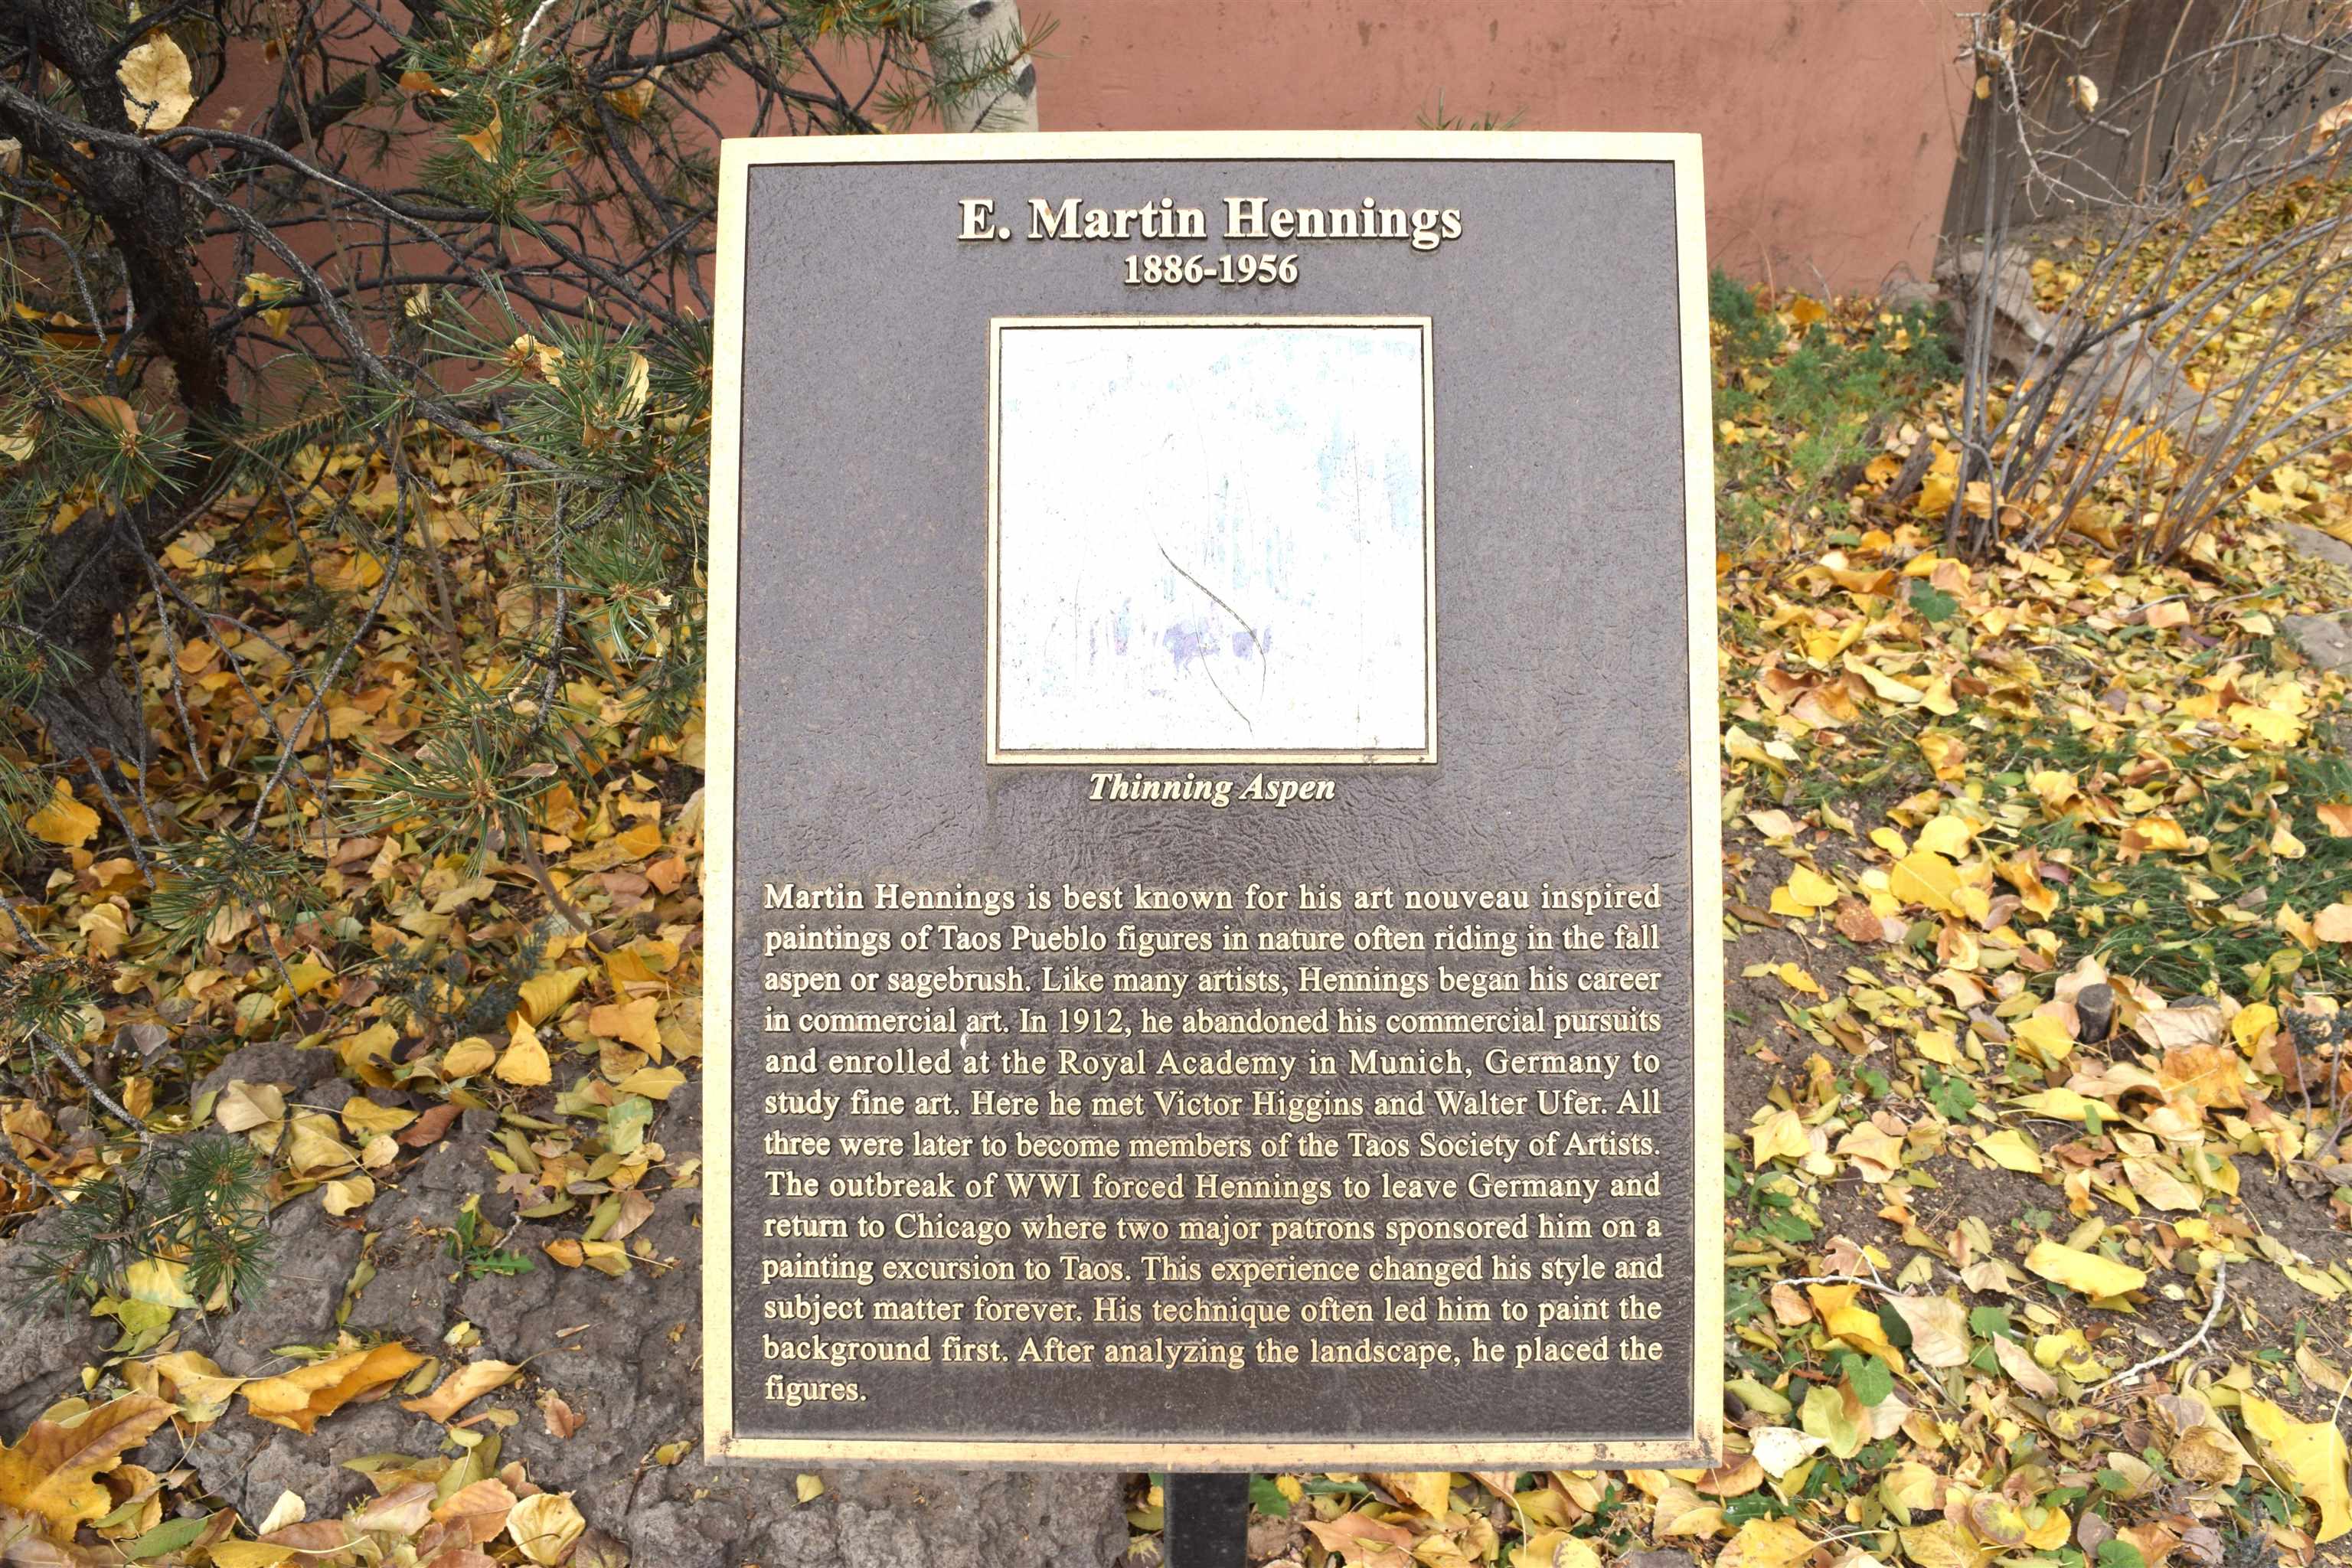 E. Martin Hennings
1886-1956
Thinning Aspen
Martin Hennings is best known for his art nouveau inspired
paintings of Taos Pueblo figures in nature often riding in the fall
aspen or sagebrush. Like many artists, Hennings began his career
in commercial art. In 1912, he abandoned his commercial pursuits
and enrolled at the Royal Academy in Munich, Germany to
study fine art. Here he met Victor Higgins and Walter Ufer. All
three were later to become members of the Taos Society of Artists.
The outbreak of WWI forced Hennings to leave Germany and
return to Chicago where two major patrons sponsored him on a
painting excursion to Taos. This experience changed his style and
subject matter forever. His technique often led him to paint the
background first. After analyzing the landscape, he placed the
figures.